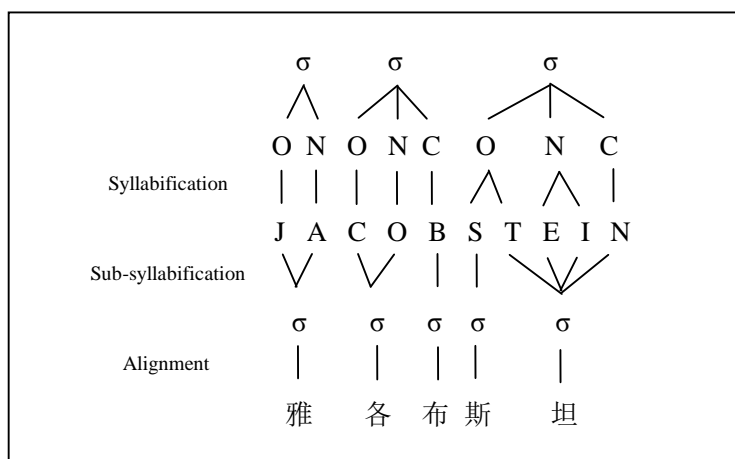 σ σ σ
O N O N C O N C
Syllabification
J A C O B S T E I N
Sub-syllabification
σ σ σ σ σ
Alignment
雅 各 布 斯 坦